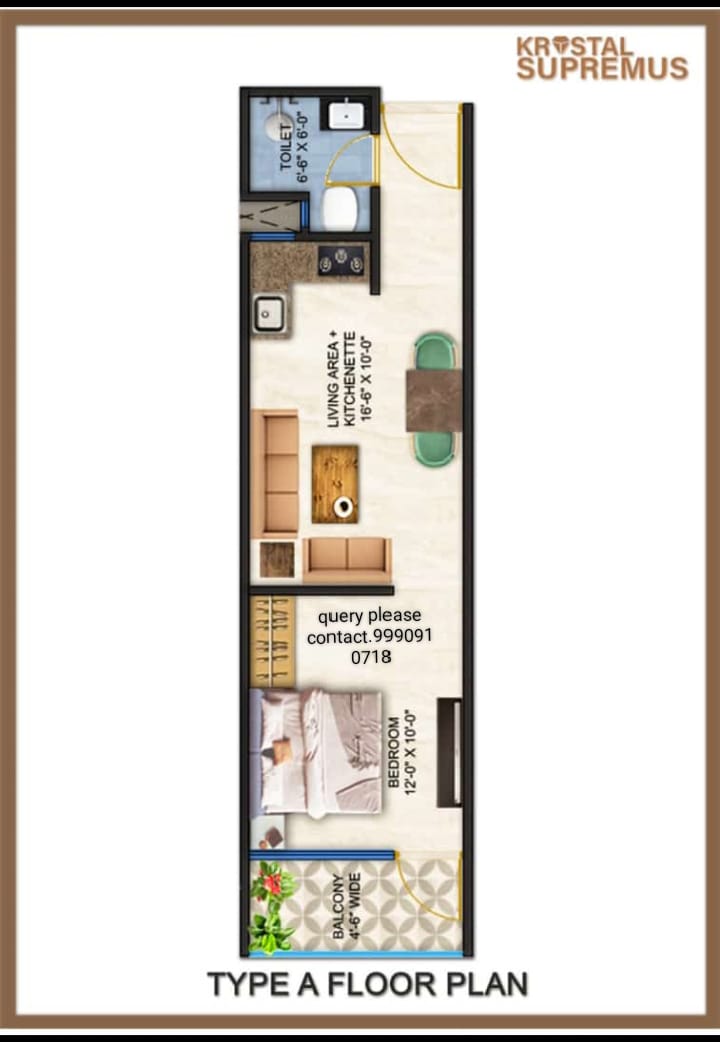 KRYSTAL
SUPREMUS
TOILET
6'-6" X 6'-0"
LIVING AREA +
KITCHENETTE
16'-6" X 10'-0"
query please
contact.999091
0718
BEDROOM
12'-0" X 10'-0"
BALCONY
4'-6" WIDE
TYPE A FLOOR PLAN